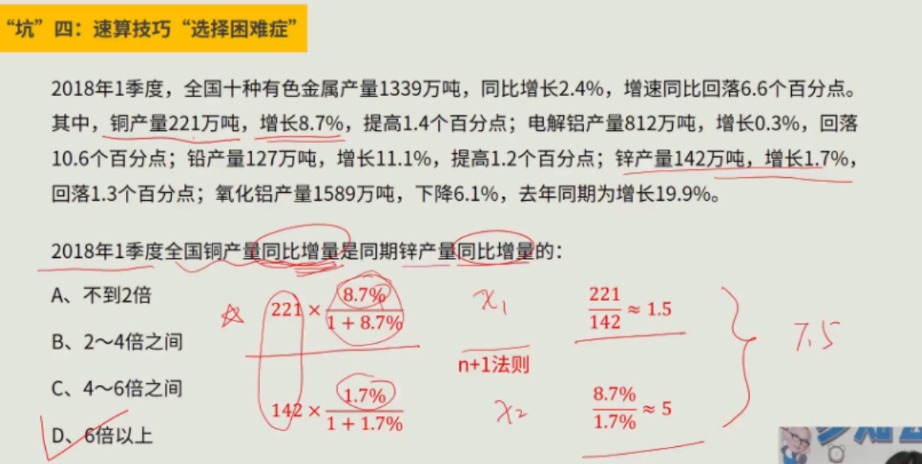 “坑”四：速算技巧“选择困难症”
2018年1季度，全国十种有色金属产量1339万吨，同比增长2.4%，增速同比回落6.6个百分点。
其中，铜产量221万吨，增长8.7%，提高1.4个百分点；电解铝产量812万吨，增长0.3%，回落
10.6个百分点；铅产量127万吨，增长11.1%，提高1.2个百分点；锌产量142万吨，增长1.7%，
回落1.3个百分点；氧化铝产量1589万吨，下降6.1%，去年同期为增长19.9%。
2018年1季度全国铜产量同比增量是同期锌产量同比增量的：
A、不到2倍
B、2～4倍之间
C、4～6倍之间
D、6倍以上
221 × 8.7% / 1 + 8.7%
142 × 1.7% / 1 + 1.7%
x₁
n+1法则
x₂
221 / 142 ≈ 1.5
8.7% / 1.7% ≈ 5
7.5